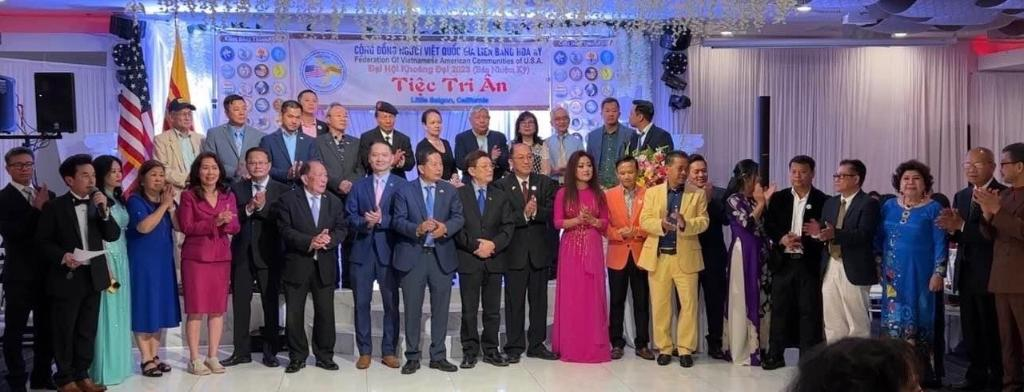 CỘNG ĐỒNG NGƯỜI VIỆT QUỐC GIA LIÊN BANG HOA KỲ
Federation Of Vietnamese American Communities of U.S.A.
Đại Hội Khoáng Đại 2023 (Bán Nhiệm Kỳ)
Tiệc Tri Ân
Little Saigon, California